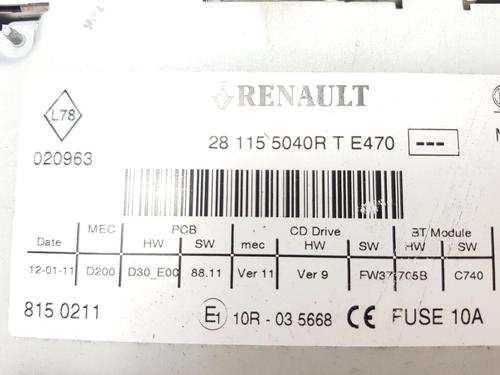 RENAULT
L78
28 115 5040R T E470 ---
020963
MEC PCB CD Drive BT Module
Date HW SW mec HW SW HW SW
12-01-11 D200 D30_E00 88.11 Ver 11 Ver 9 FW37705B C740
815 0211
E1 10R - 03 5668 CE FUSE 10A